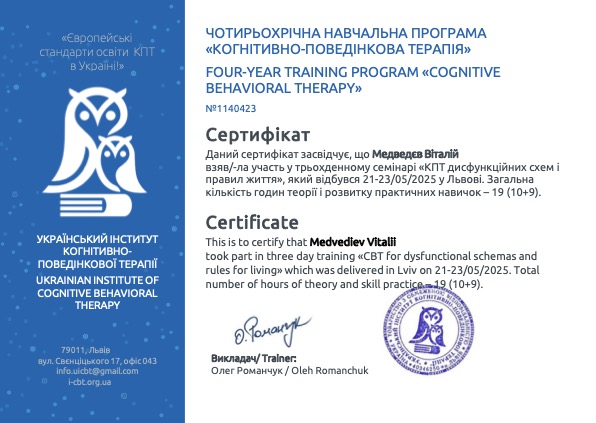 «Європейські
стандарти освіти КПТ
в Україні!»
УКРАЇНСЬКИЙ ІНСТИТУТ
КОГНІТИВНО-
ПОВЕДІНКОВОЇ ТЕРАПІЇ
UKRAINIAN INSTITUTE OF
COGNITIVE BEHAVIORAL
THERAPY
79011, Львів
вул. Свєнціцького 17, офіс 043
info.uicbt@gmail.com
i-cbt.org.ua
ЧОТИРЬОХРІЧНА НАВЧАЛЬНА ПРОГРАМА
«КОГНІТИВНО-ПОВЕДІНКОВА ТЕРАПІЯ»
FOUR-YEAR TRAINING PROGRAM «COGNITIVE
BEHAVIORAL THERAPY»
№1140423
Сертифікат
Даний сертифікат засвідчує, що Медведєв Віталій
взяв/-ла участь у трьохденному семінарі «КПТ дисфункційних схем і
правил життя», який відбувся 21-23/05/2025 у Львові. Загальна
кількість годин теорії і розвитку практичних навичок – 19 (10+9).
Certificate
This is to certify that Medvediev Vitalii
took part in three day training «CBT for dysfunctional schemas and
rules for living» which was delivered in Lviv on 21-23/05/2025. Total
number of hours of theory and skill practice – 19 (10+9).
О. Романчук
Викладач/ Trainer:
Олег Романчук / Oleh Romanchuk